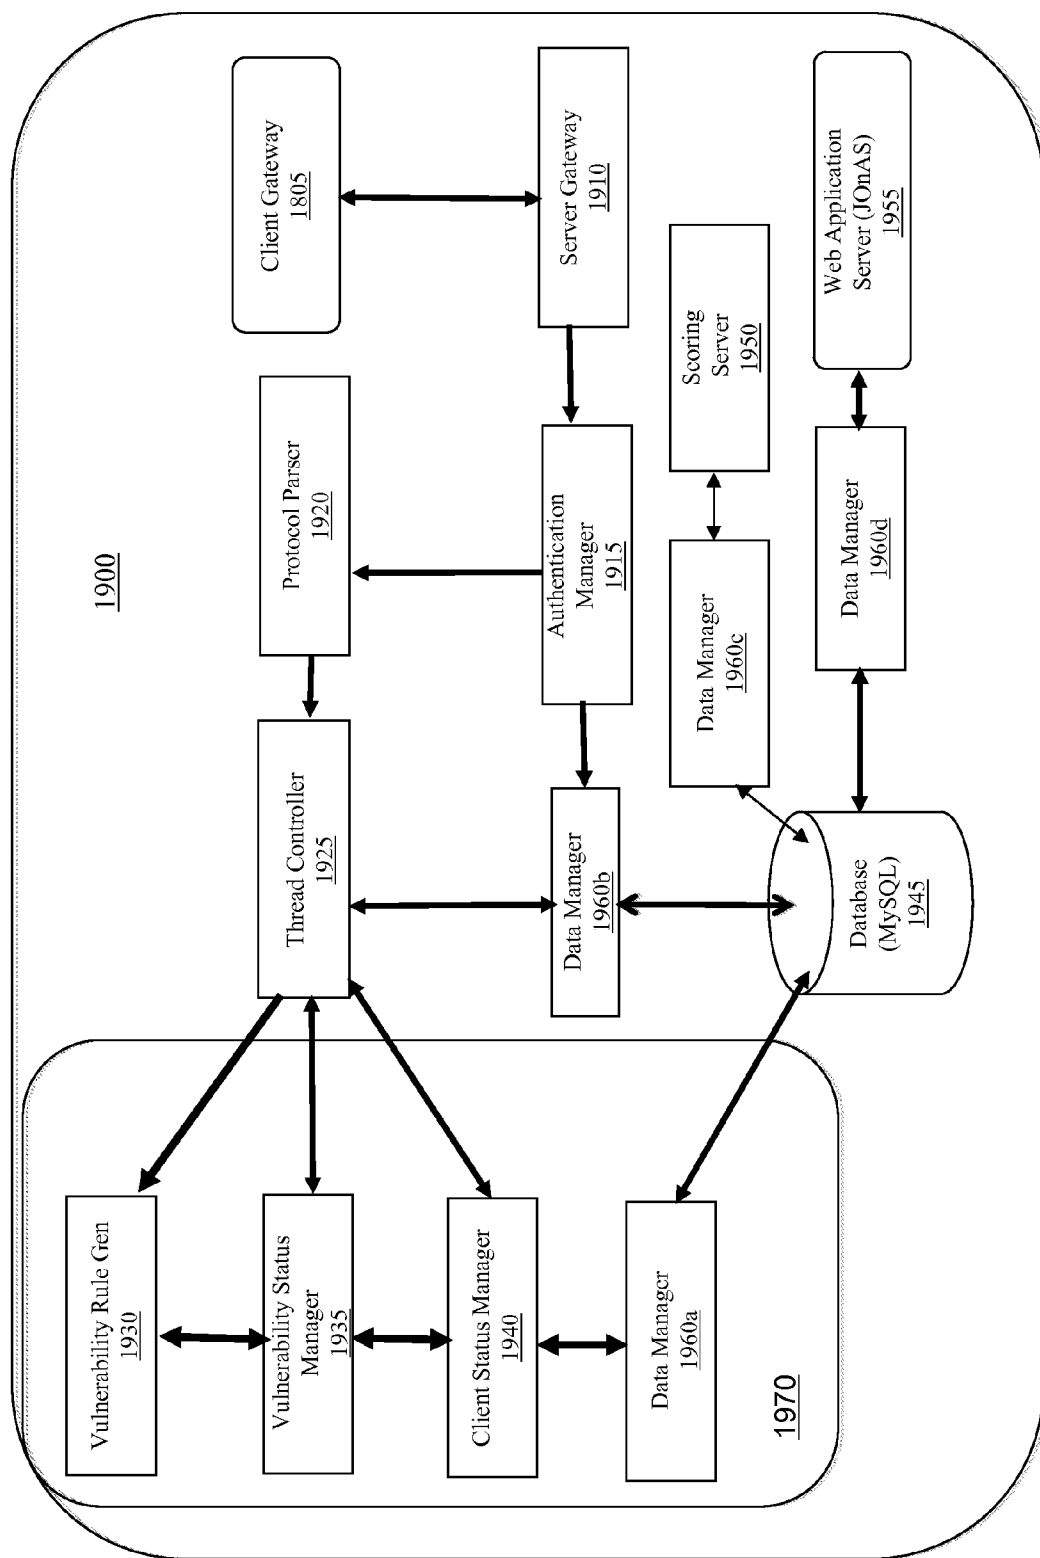 1900
Client Gateway
1805
Server Gateway
1910
Protocol Parser
1920
Authentication
Manager
1915
Scoring
Server
1950
Web Application
Server (JOnAS)
1955
Thread Controller
1925
Data Manager
1960b
Data Manager
1960c
Data Manager
1960d
Database
(MySQL)
1945
Vulnerability Rule Gen
1930
Vulnerability Status
Manager
1935
Client Status Manager
1940
Data Manager
1960a
1970